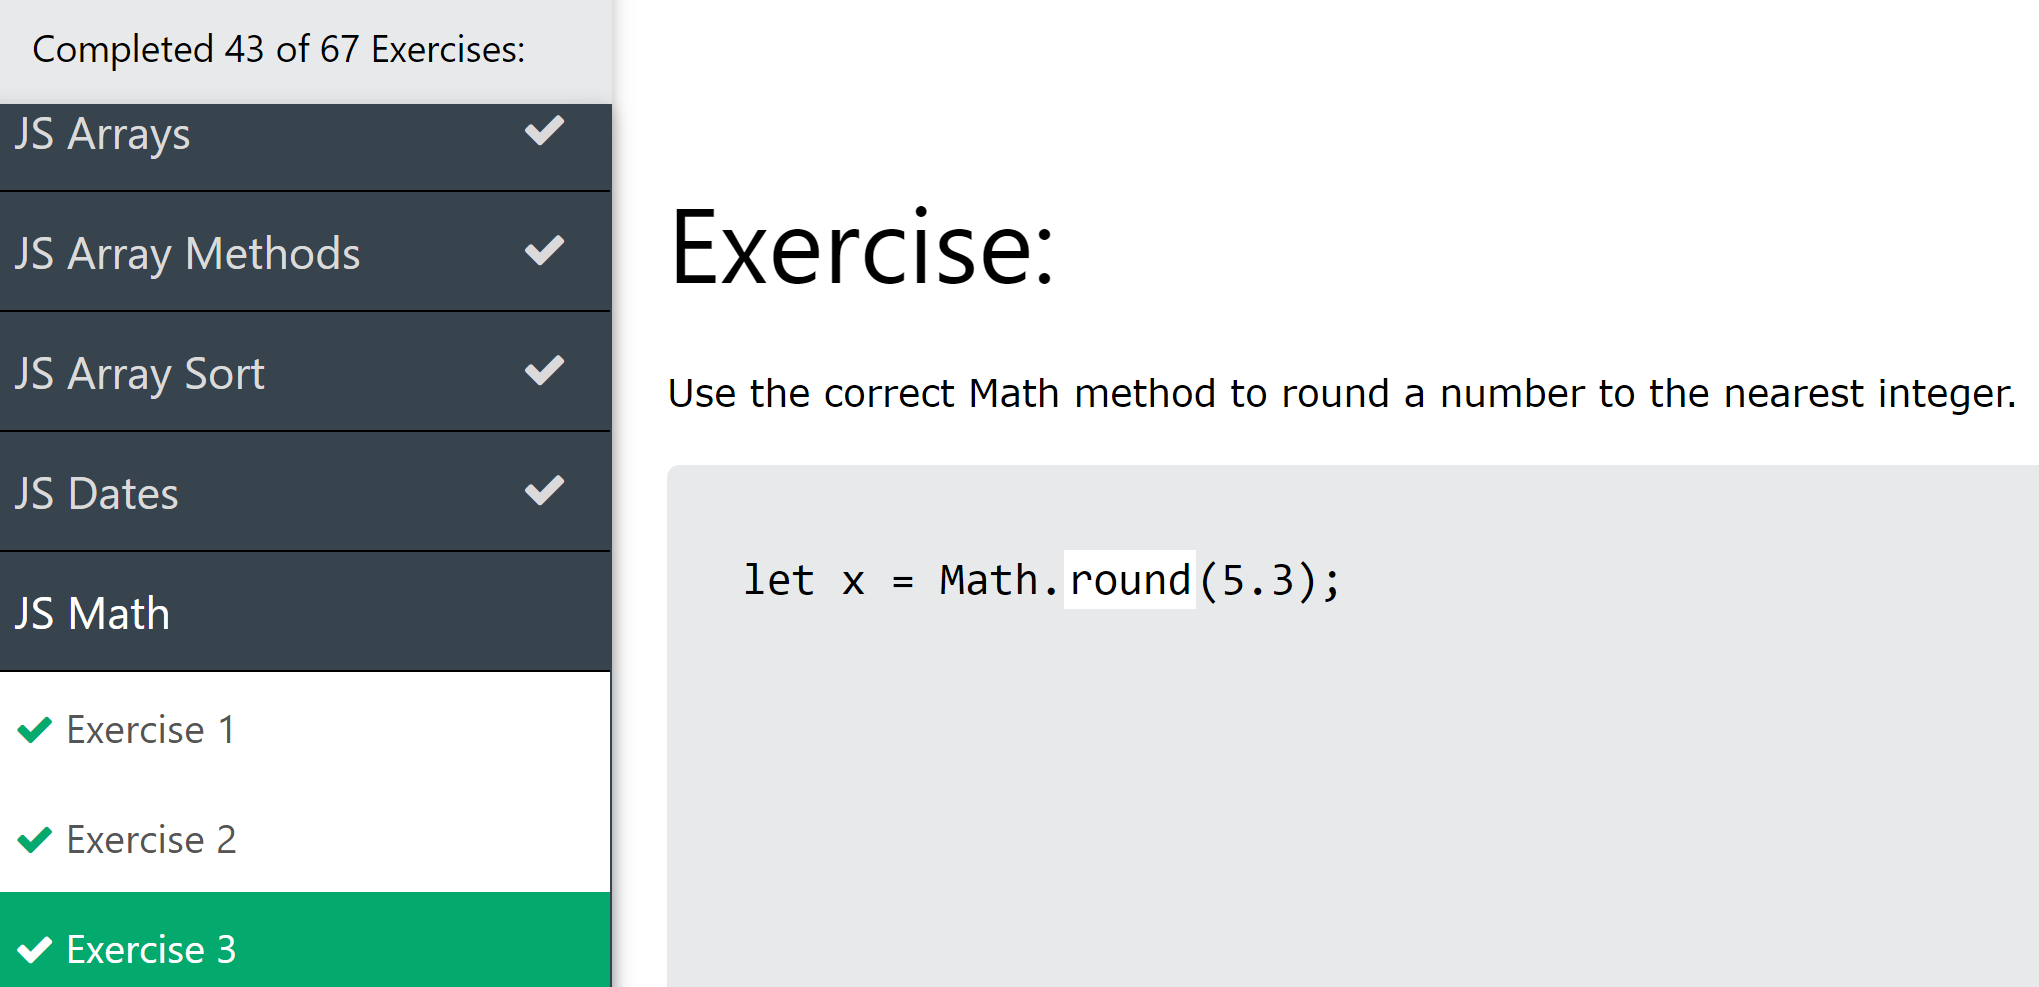 Completed 43 of 67 Exercises:
JS Arrays
JS Array Methods
JS Array Sort
JS Dates
JS Math
Exercise 1
Exercise 2
Exercise 3
Exercise:
Use the correct Math method to round a number to the nearest integer.
let x = Math.round(5.3);